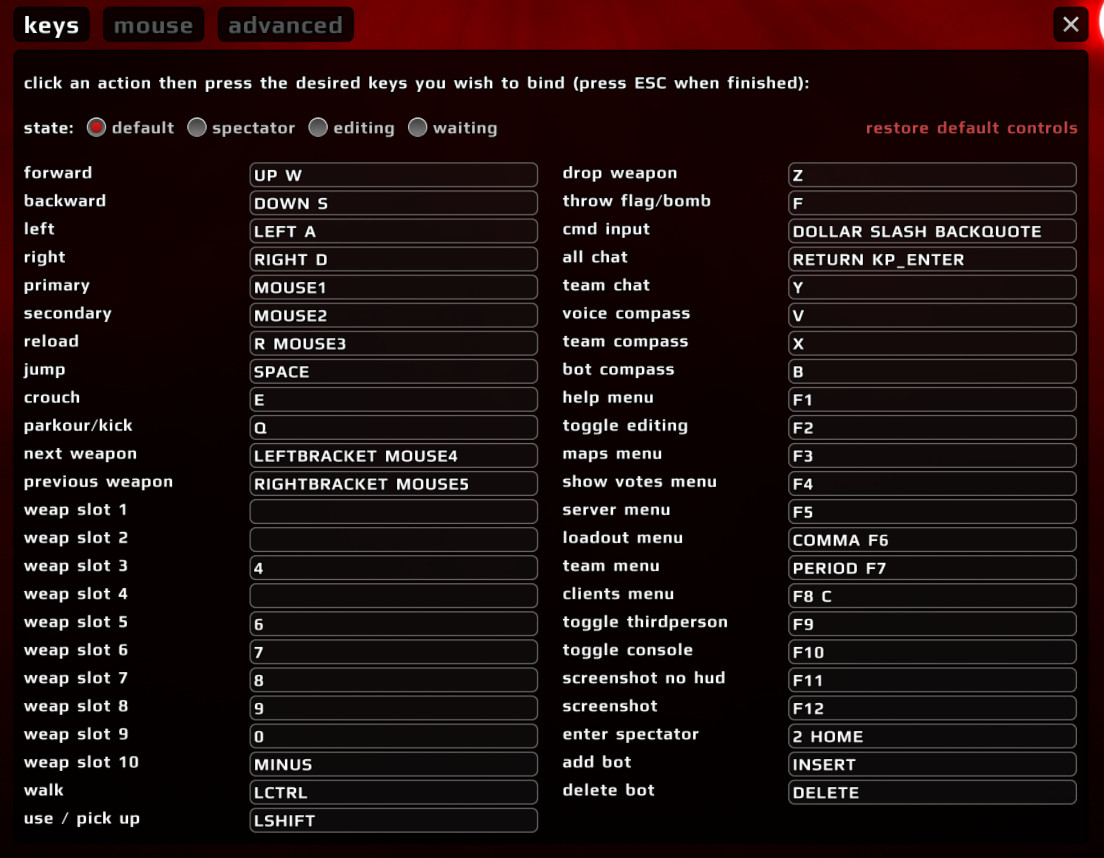 keys mouse advanced
click an action then press the desired keys you wish to bind (press ESC when finished):
state: default spectator editing waiting restore default controls
forward UP W drop weapon Z
backward DOWN S throw flag/bomb F
left LEFT A cmd input DOLLAR SLASH BACKQUOTE
right RIGHT D all chat RETURN KP_ENTER
primary MOUSE1 team chat Y
secondary MOUSE2 voice compass V
reload R MOUSE3 team compass X
jump SPACE bot compass B
crouch E help menu F1
parkour/kick Q toggle editing F2
next weapon LEFTBRACKET MOUSE4 maps menu F3
previous weapon RIGHTBRACKET MOUSE5 show votes menu F4
weap slot 1 server menu F5
weap slot 2 loadout menu COMMA F6
weap slot 3 4 team menu PERIOD F7
weap slot 4 clients menu F8 C
weap slot 5 6 toggle thirdperson F9
weap slot 6 7 toggle console F10
weap slot 7 8 screenshot no hud F11
weap slot 8 9 screenshot F12
weap slot 9 0 enter spectator 2 HOME
weap slot 10 MINUS add bot INSERT
walk LCTRL delete bot DELETE
use / pick up LSHIFT